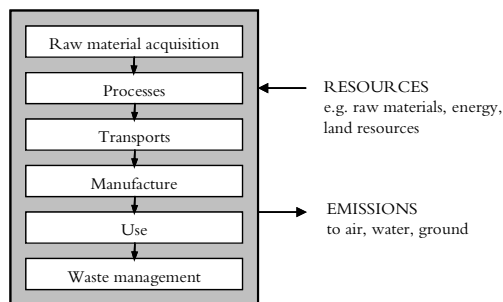 Raw material acquisition
Processes
Transports
Manufacture
Use
Waste management
RESOURCES
e.g. raw materials, energy,
land resources
EMISSIONS
to air, water, ground